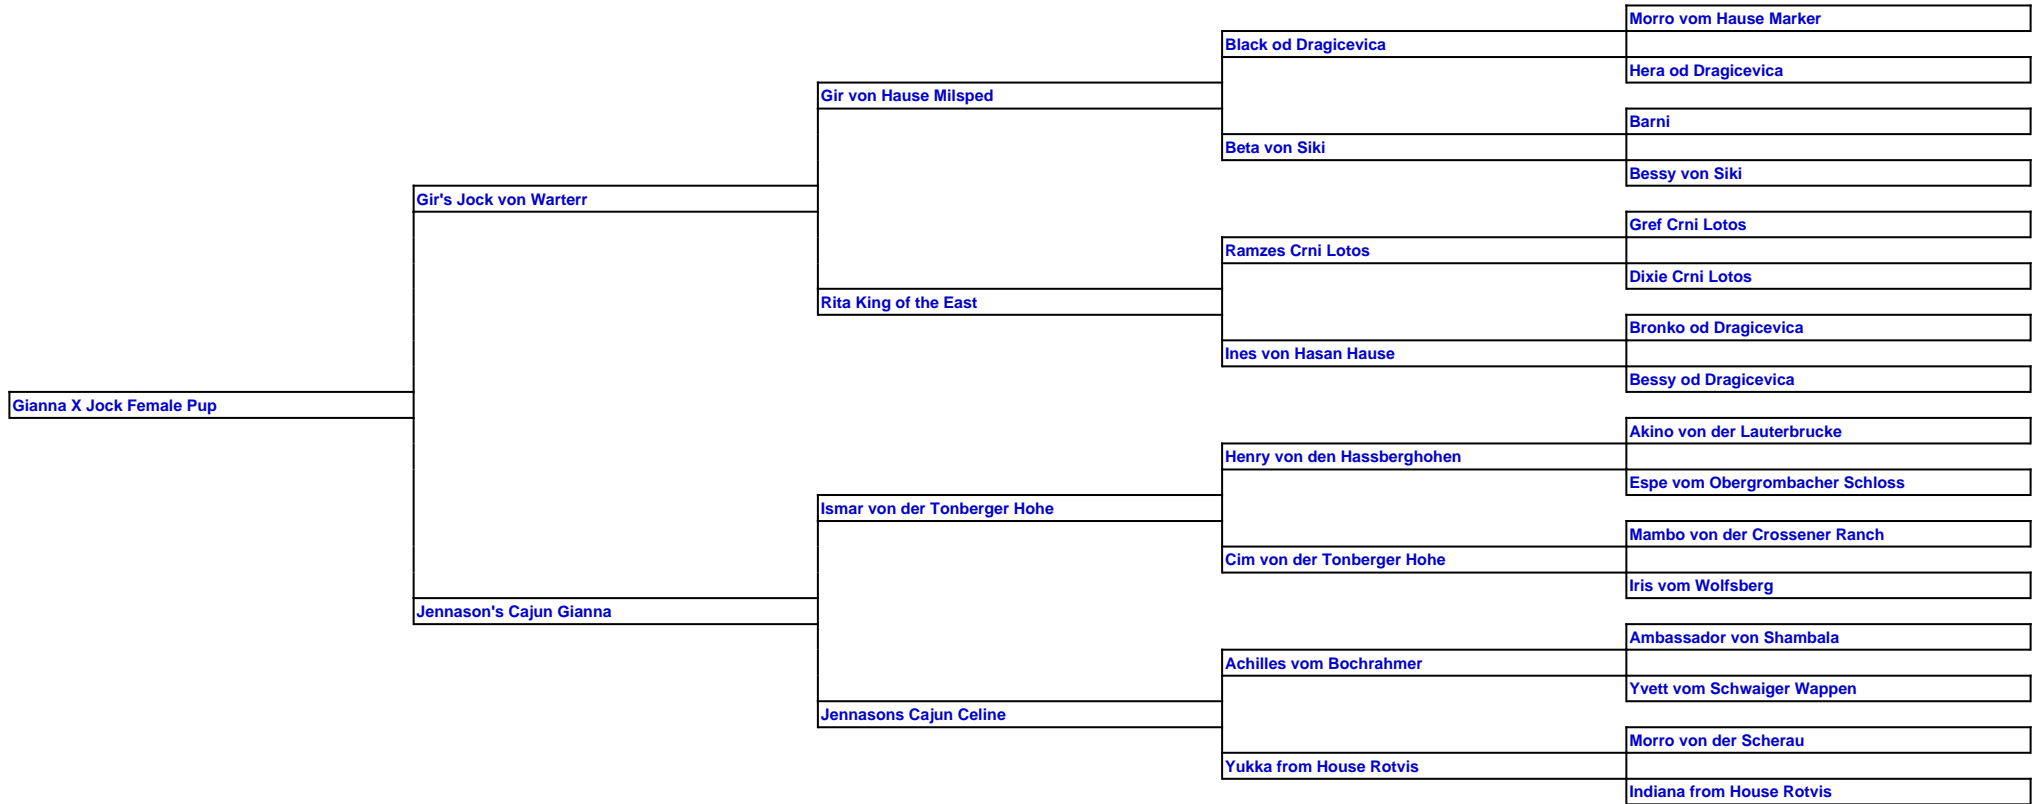 Morro vom Hause Marker
Black od Dragicevica
Hera od Dragicevica
Gir von Hause Milsped
Barni
Beta von Siki
Bessy von Siki
Gir's Jock von Warterr
Gref Crni Lotos
Ramzes Crni Lotos
Dixie Crni Lotos
Rita King of the East
Bronko od Dragicevica
Ines von Hasan Hause
Bessy od Dragicevica
Gianna X Jock Female Pup
Akino von der Lauterbrucke
Henry von den Hassberghohen
Espe vom Obergrombacher Schloss
Ismar von der Tonberger Hohe
Mambo von der Crossener Ranch
Cim von der Tonberger Hohe
Iris vom Wolfsberg
Jennason's Cajun Gianna
Ambassador von Shambala
Achilles vom Bochrahmer
Yvett vom Schwaiger Wappen
Jennasons Cajun Celine
Morro von der Scherau
Yukka from House Rotvis
Indiana from House Rotvis